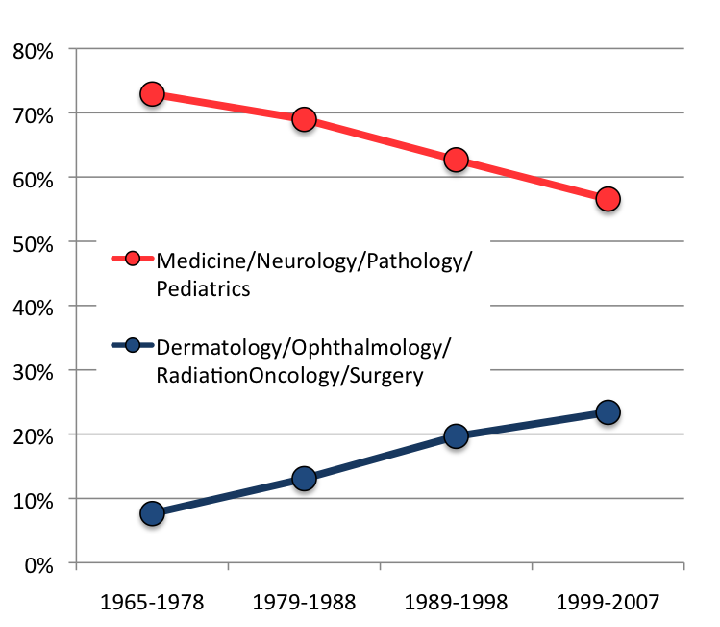 80%
70%
60%
50%
40%
30%
20%
10%
0%
Medicine/Neurology/Pathology/
Pediatrics
Dermatology/Ophthalmology/
RadiationOncology/Surgery
1965-1978 1979-1988 1989-1998 1999-2007